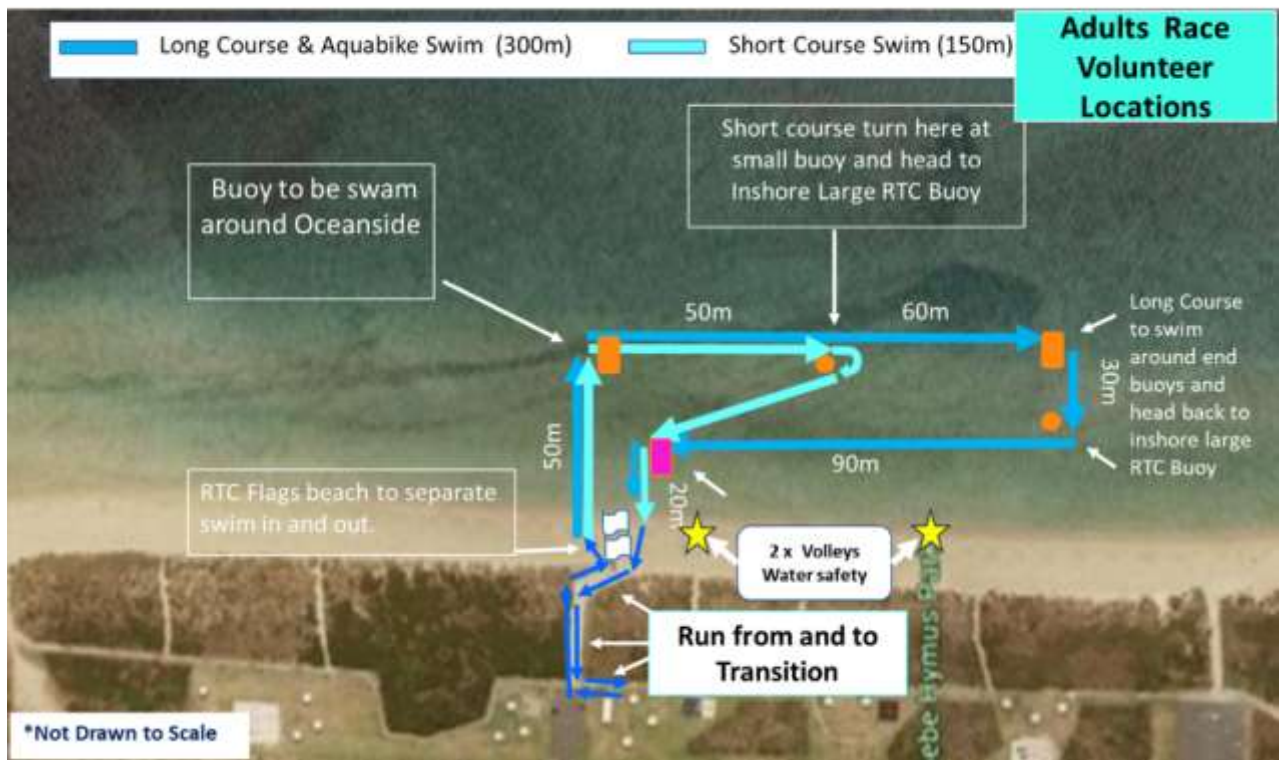 Long Course & Aquabike Swim (300m)
Short Course Swim (150m)
Adults Race
Volunteer
Locations
Short course turn here at
small buoy and head to
Inshore Large RTC Buoy
Buoy to be swam
around Oceanside
50m
60m
Long Course
to swim
around end
buoys and
head back to
inshore large
RTC Buoy
30m
50m
90m
20m
RTC Flags beach to separate
swim in and out.
2 x Volleys
Water safety
Run from and to
Transition
*Not Drawn to Scale